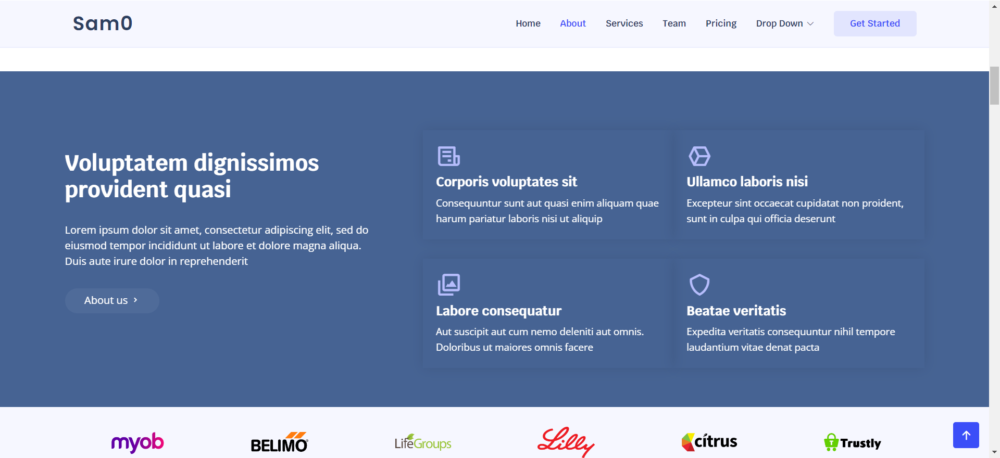 Sam0
Home
About
Services
Team
Pricing
Drop Down
Get Started
Voluptatem dignissimos
provident quasi
Lorem ipsum dolor sit amet, consectetur adipiscing elit, sed do
eiusmod tempor incididunt ut labore et dolore magna aliqua.
Duis aute irure dolor in reprehenderit
About us
Corporis voluptates sit
Consequuntur sunt aut quasi enim aliquam quae
harum pariatur laboris nisi ut aliquip
Ullamco laboris nisi
Excepteur sint occaecat cupidatat non proident,
sunt in culpa qui officia deserunt
Labore consequatur
Aut suscipit aut cum nemo deleniti aut omnis.
Doloribus ut maiores omnis facere
Beatae veritatis
Expedita veritatis consequuntur nihil tempore
laudantium vitae denat pacta
myob
BELIMO®
LifeGroups
Lilly
citrus
T Trustly